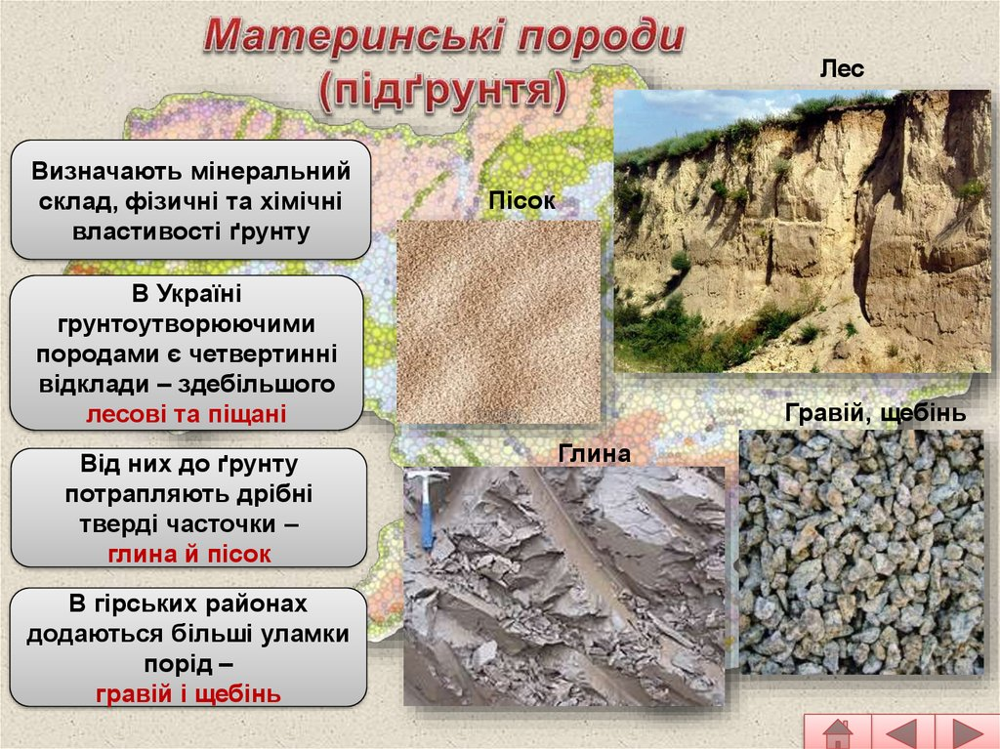 Материнські породи
(підґрунтя)
Лес
Визначають мінеральний
склад, фізичні та хімічні
властивості ґрунту
Пісок
В Україні
грунтоутворюючими
породами є четвертинні
відклади – здебільшого
лесові та піщані
Гравій, щебінь
Глина
Від них до ґрунту
потрапляють дрібні
тверді часточки –
глина й пісок
В гірських районах
додаються більші уламки
порід –
гравій і щебінь